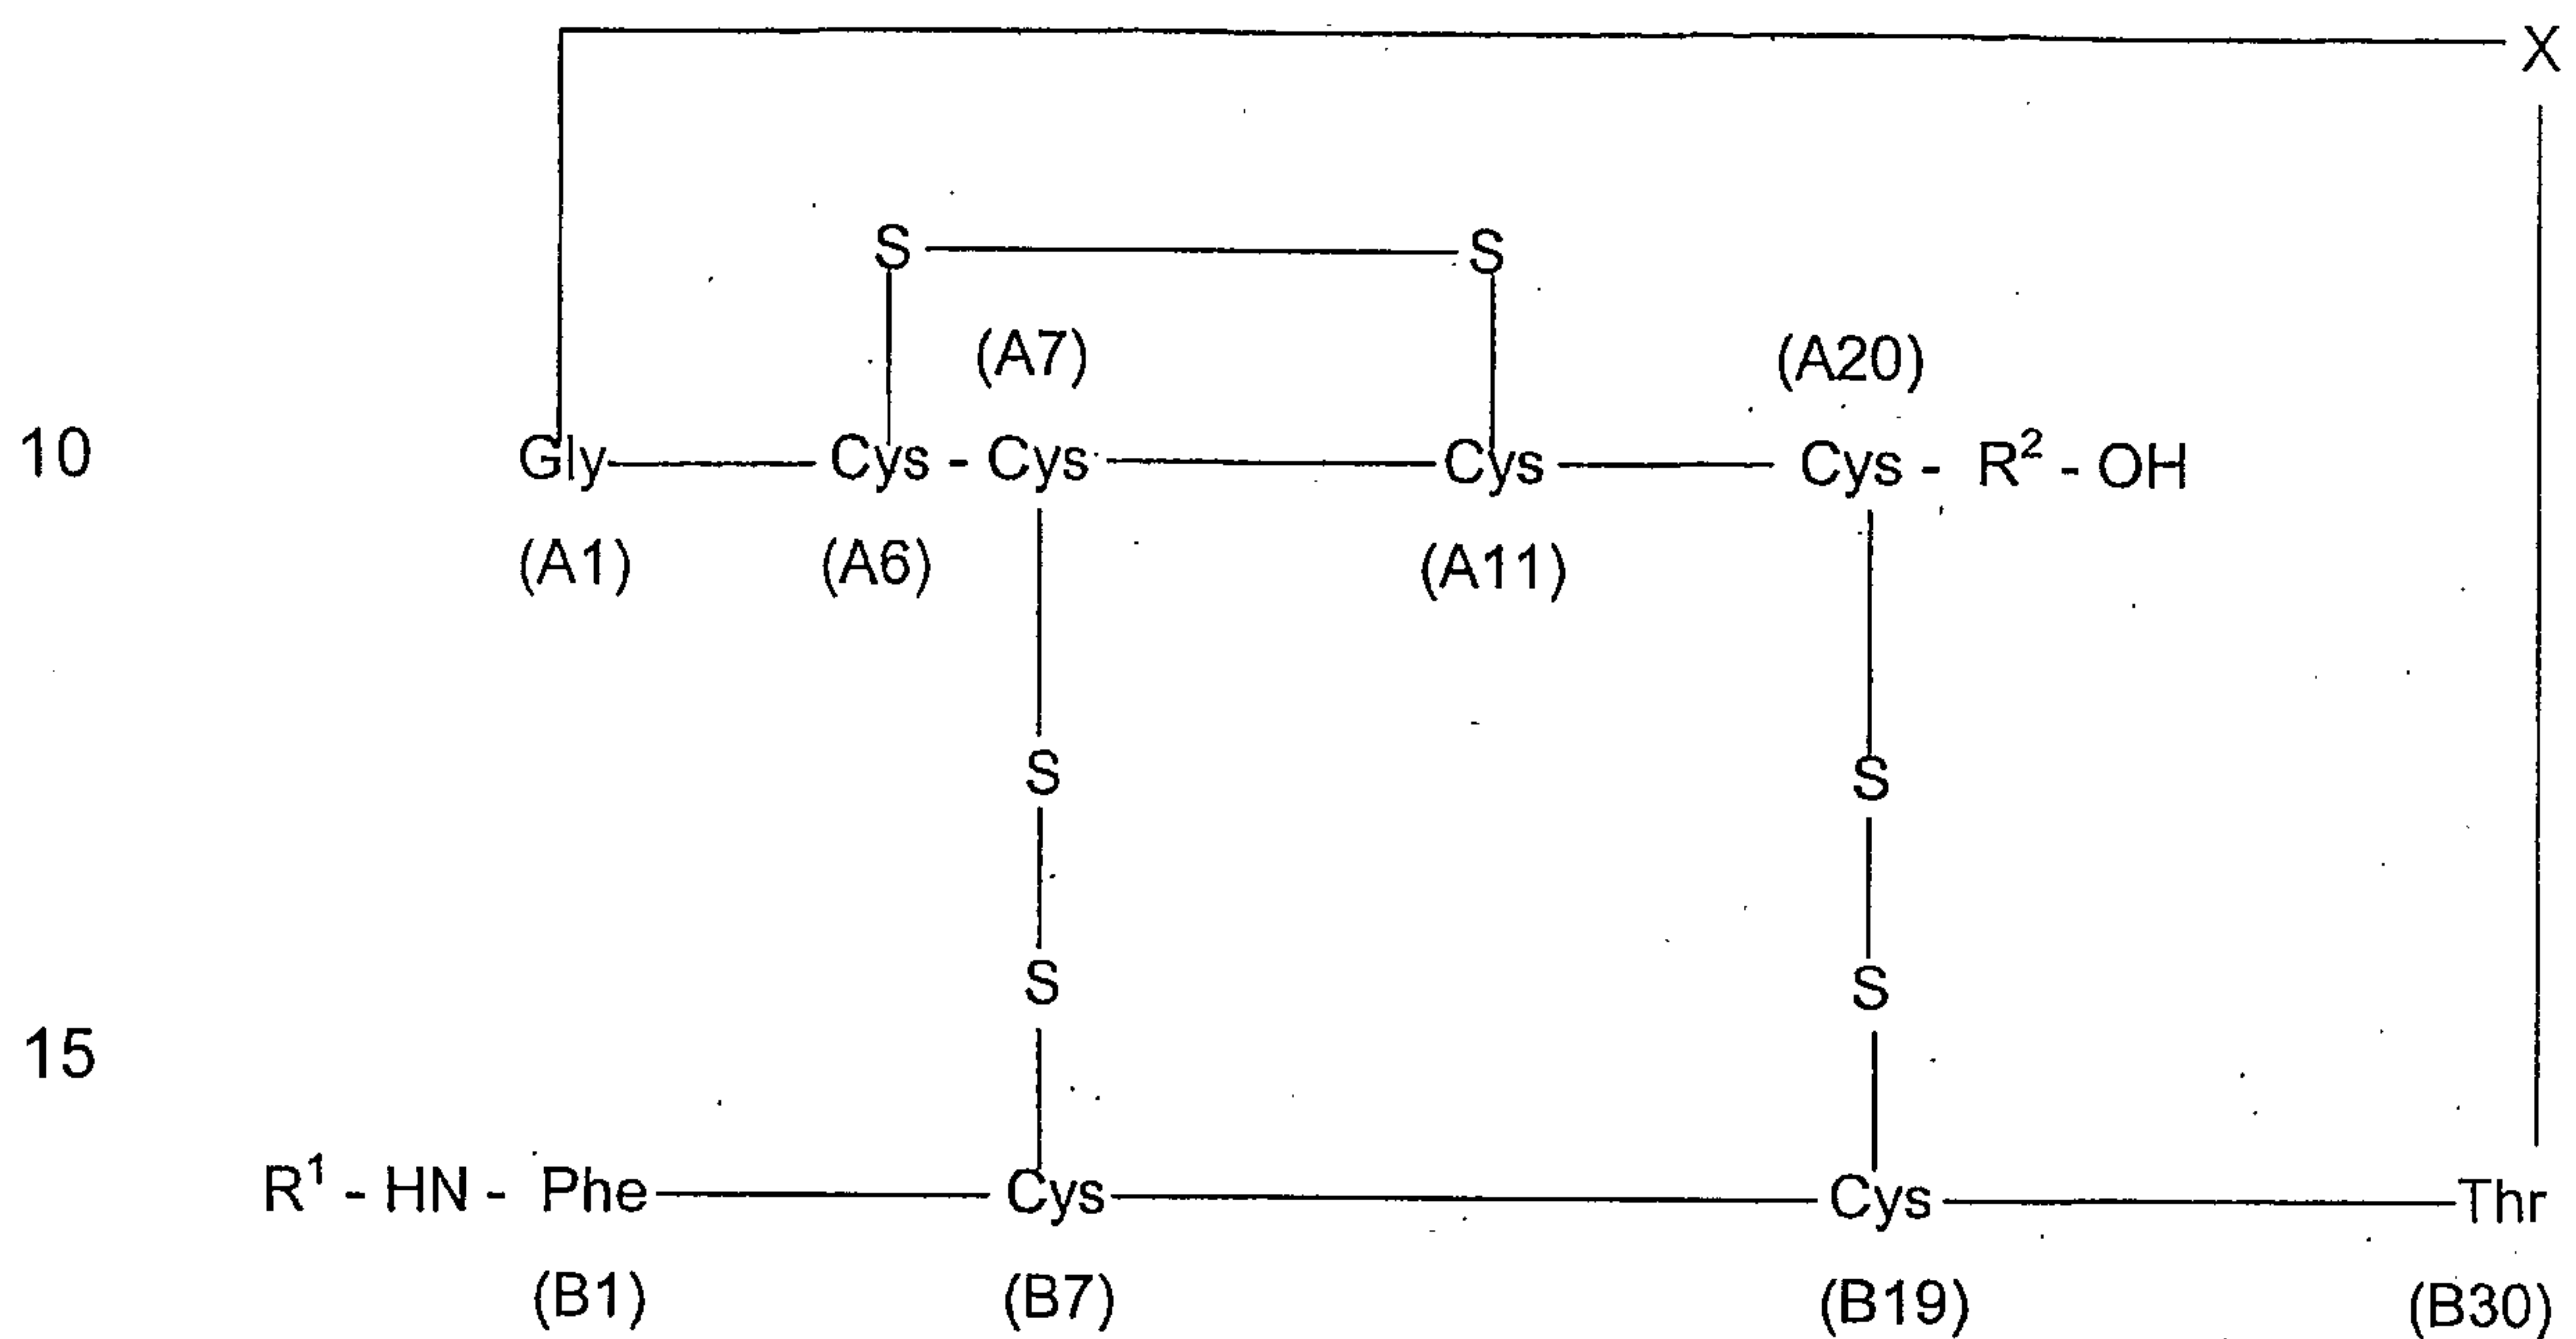 X
S S
(A7) (A20)
10 Gly Cys - Cys Cys Cys - R² - OH
(A1) (A6) (A11)
S S
S S
15
R¹ - HN - Phe Cys Cys Thr
(B1) (B7) (B19) (B30)